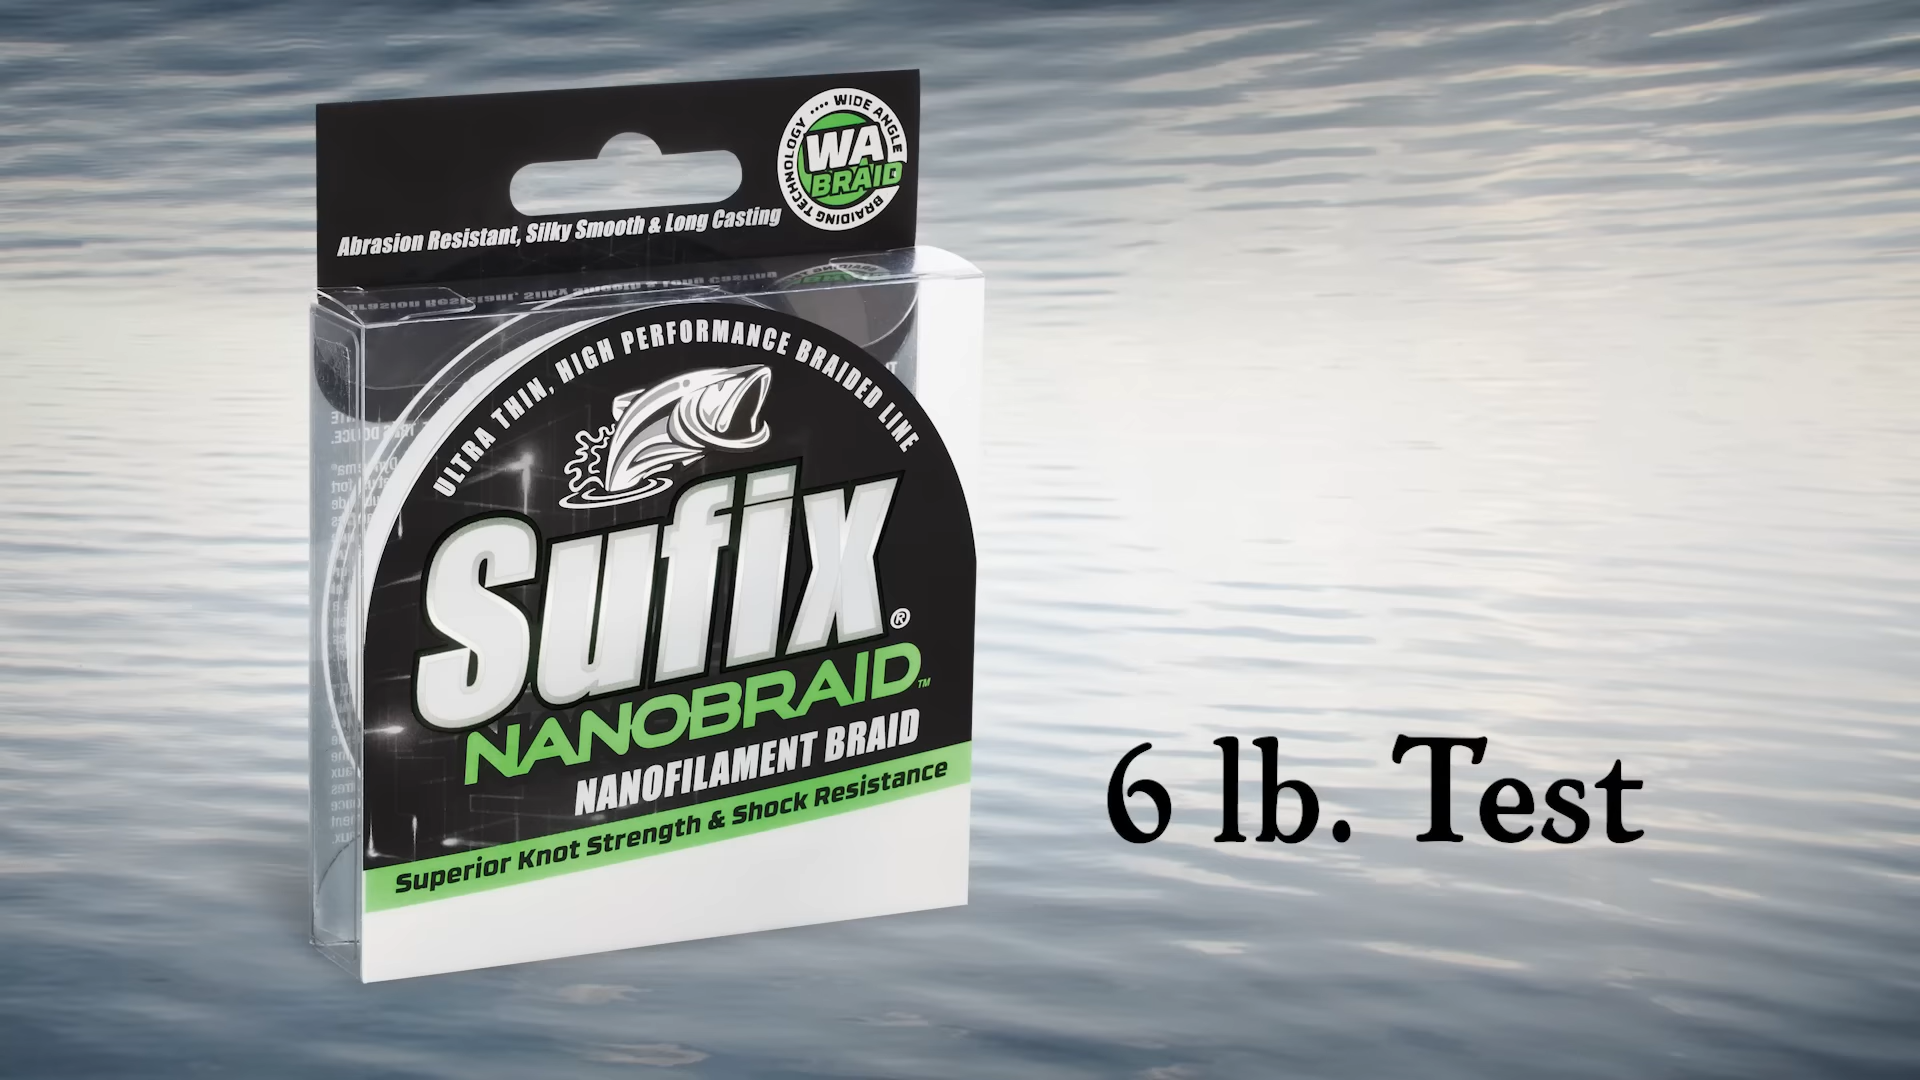 WIDE ANGLE
BRAIDING TECHNOLOGY ....
WA
BRAID
Abrasion Resistant, Silky Smooth & Long Casting
ULTRA THIN, HIGH PERFORMANCE BRAIDED LINE
Sufix®
NANOBRAID™
NANOFILAMENT BRAID
Superior Knot Strength & Shock Resistance
6 lb. Test